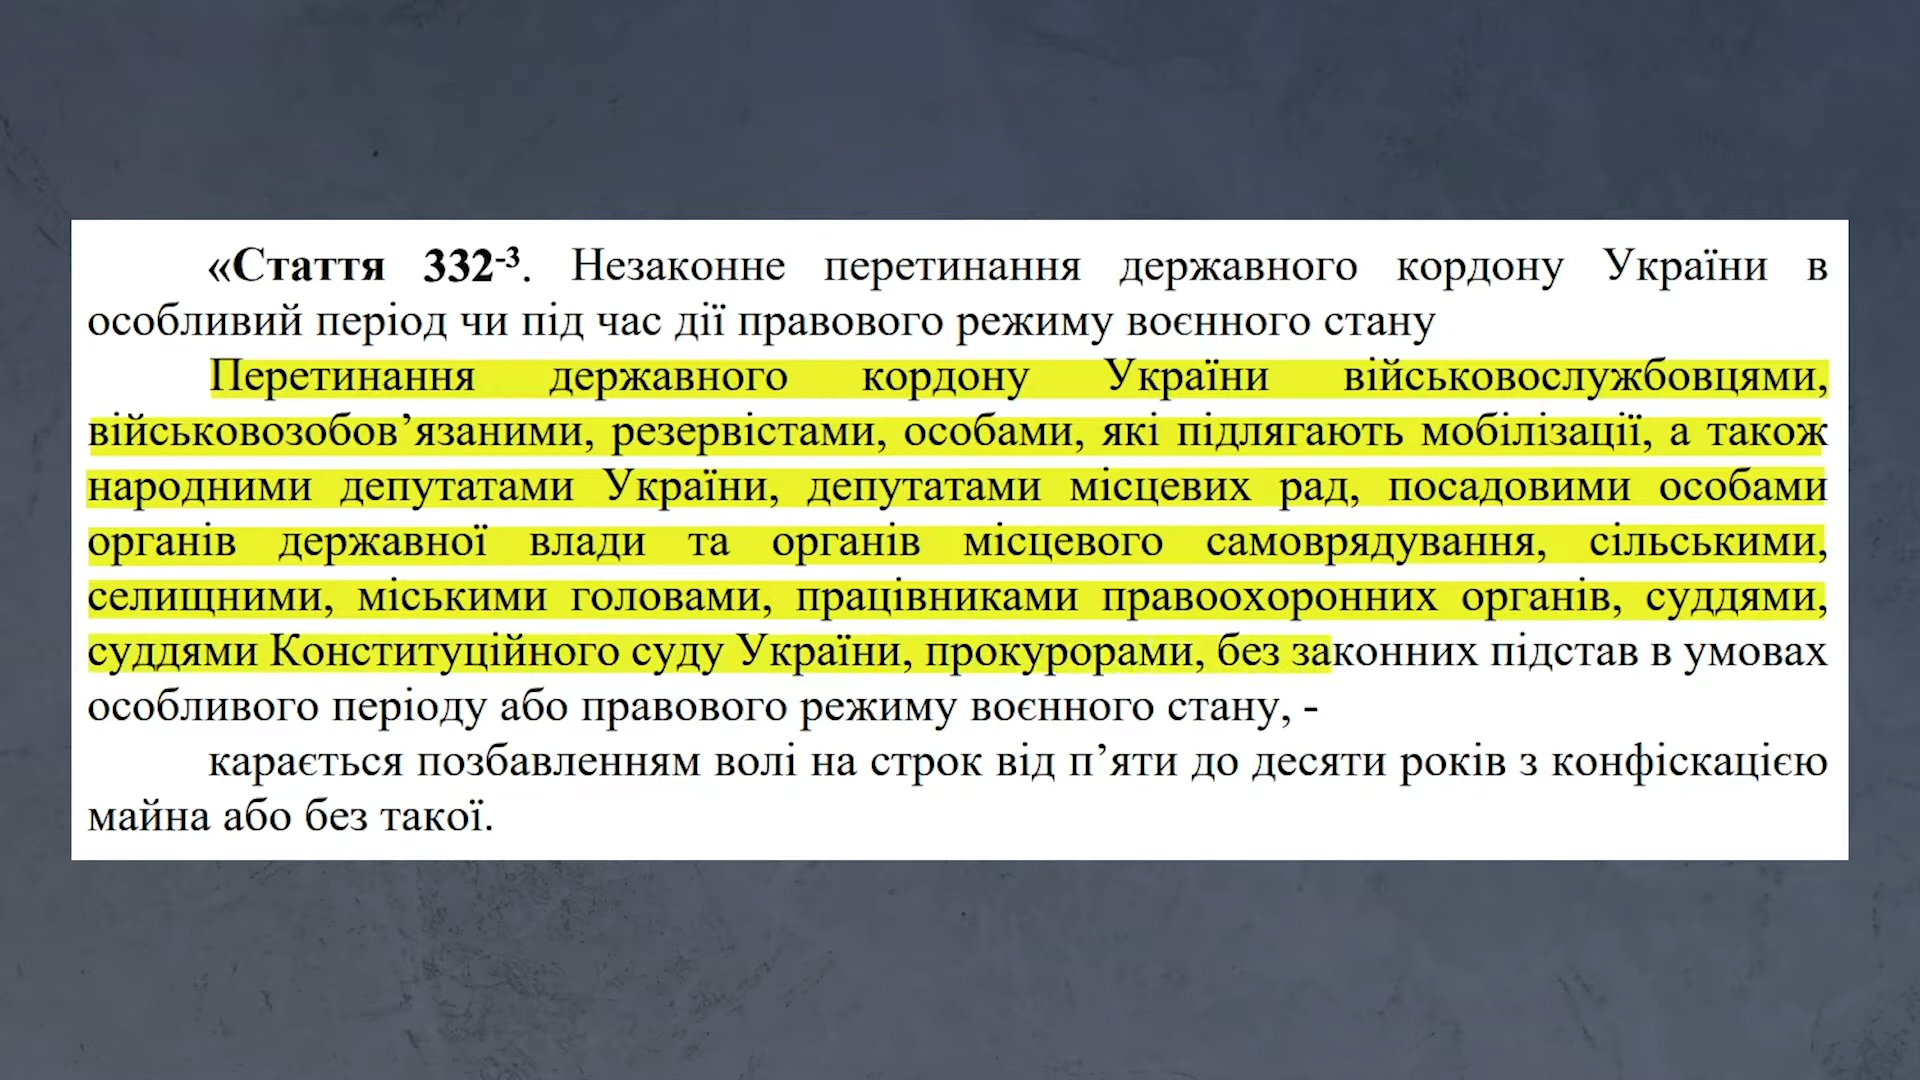 «Стаття 332-3. Незаконне перетинання державного кордону України в
особливий період чи під час дії правового режиму воєнного стану
Перетинання державного кордону України військовослужбовцями,
військовозобов’язаними, резервістами, особами, які підлягають мобілізації, а також
народними депутатами України, депутатами місцевих рад, посадовими особами
органів державної влади та органів місцевого самоврядування, сільськими,
селищними, міськими головами, працівниками правоохоронних органів, суддями,
суддями Конституційного суду України, прокурорами, без законних підстав в умовах
особливого періоду або правового режиму воєнного стану, -
карається позбавленням волі на строк від п’яти до десяти років з конфіскацією
майна або без такої.